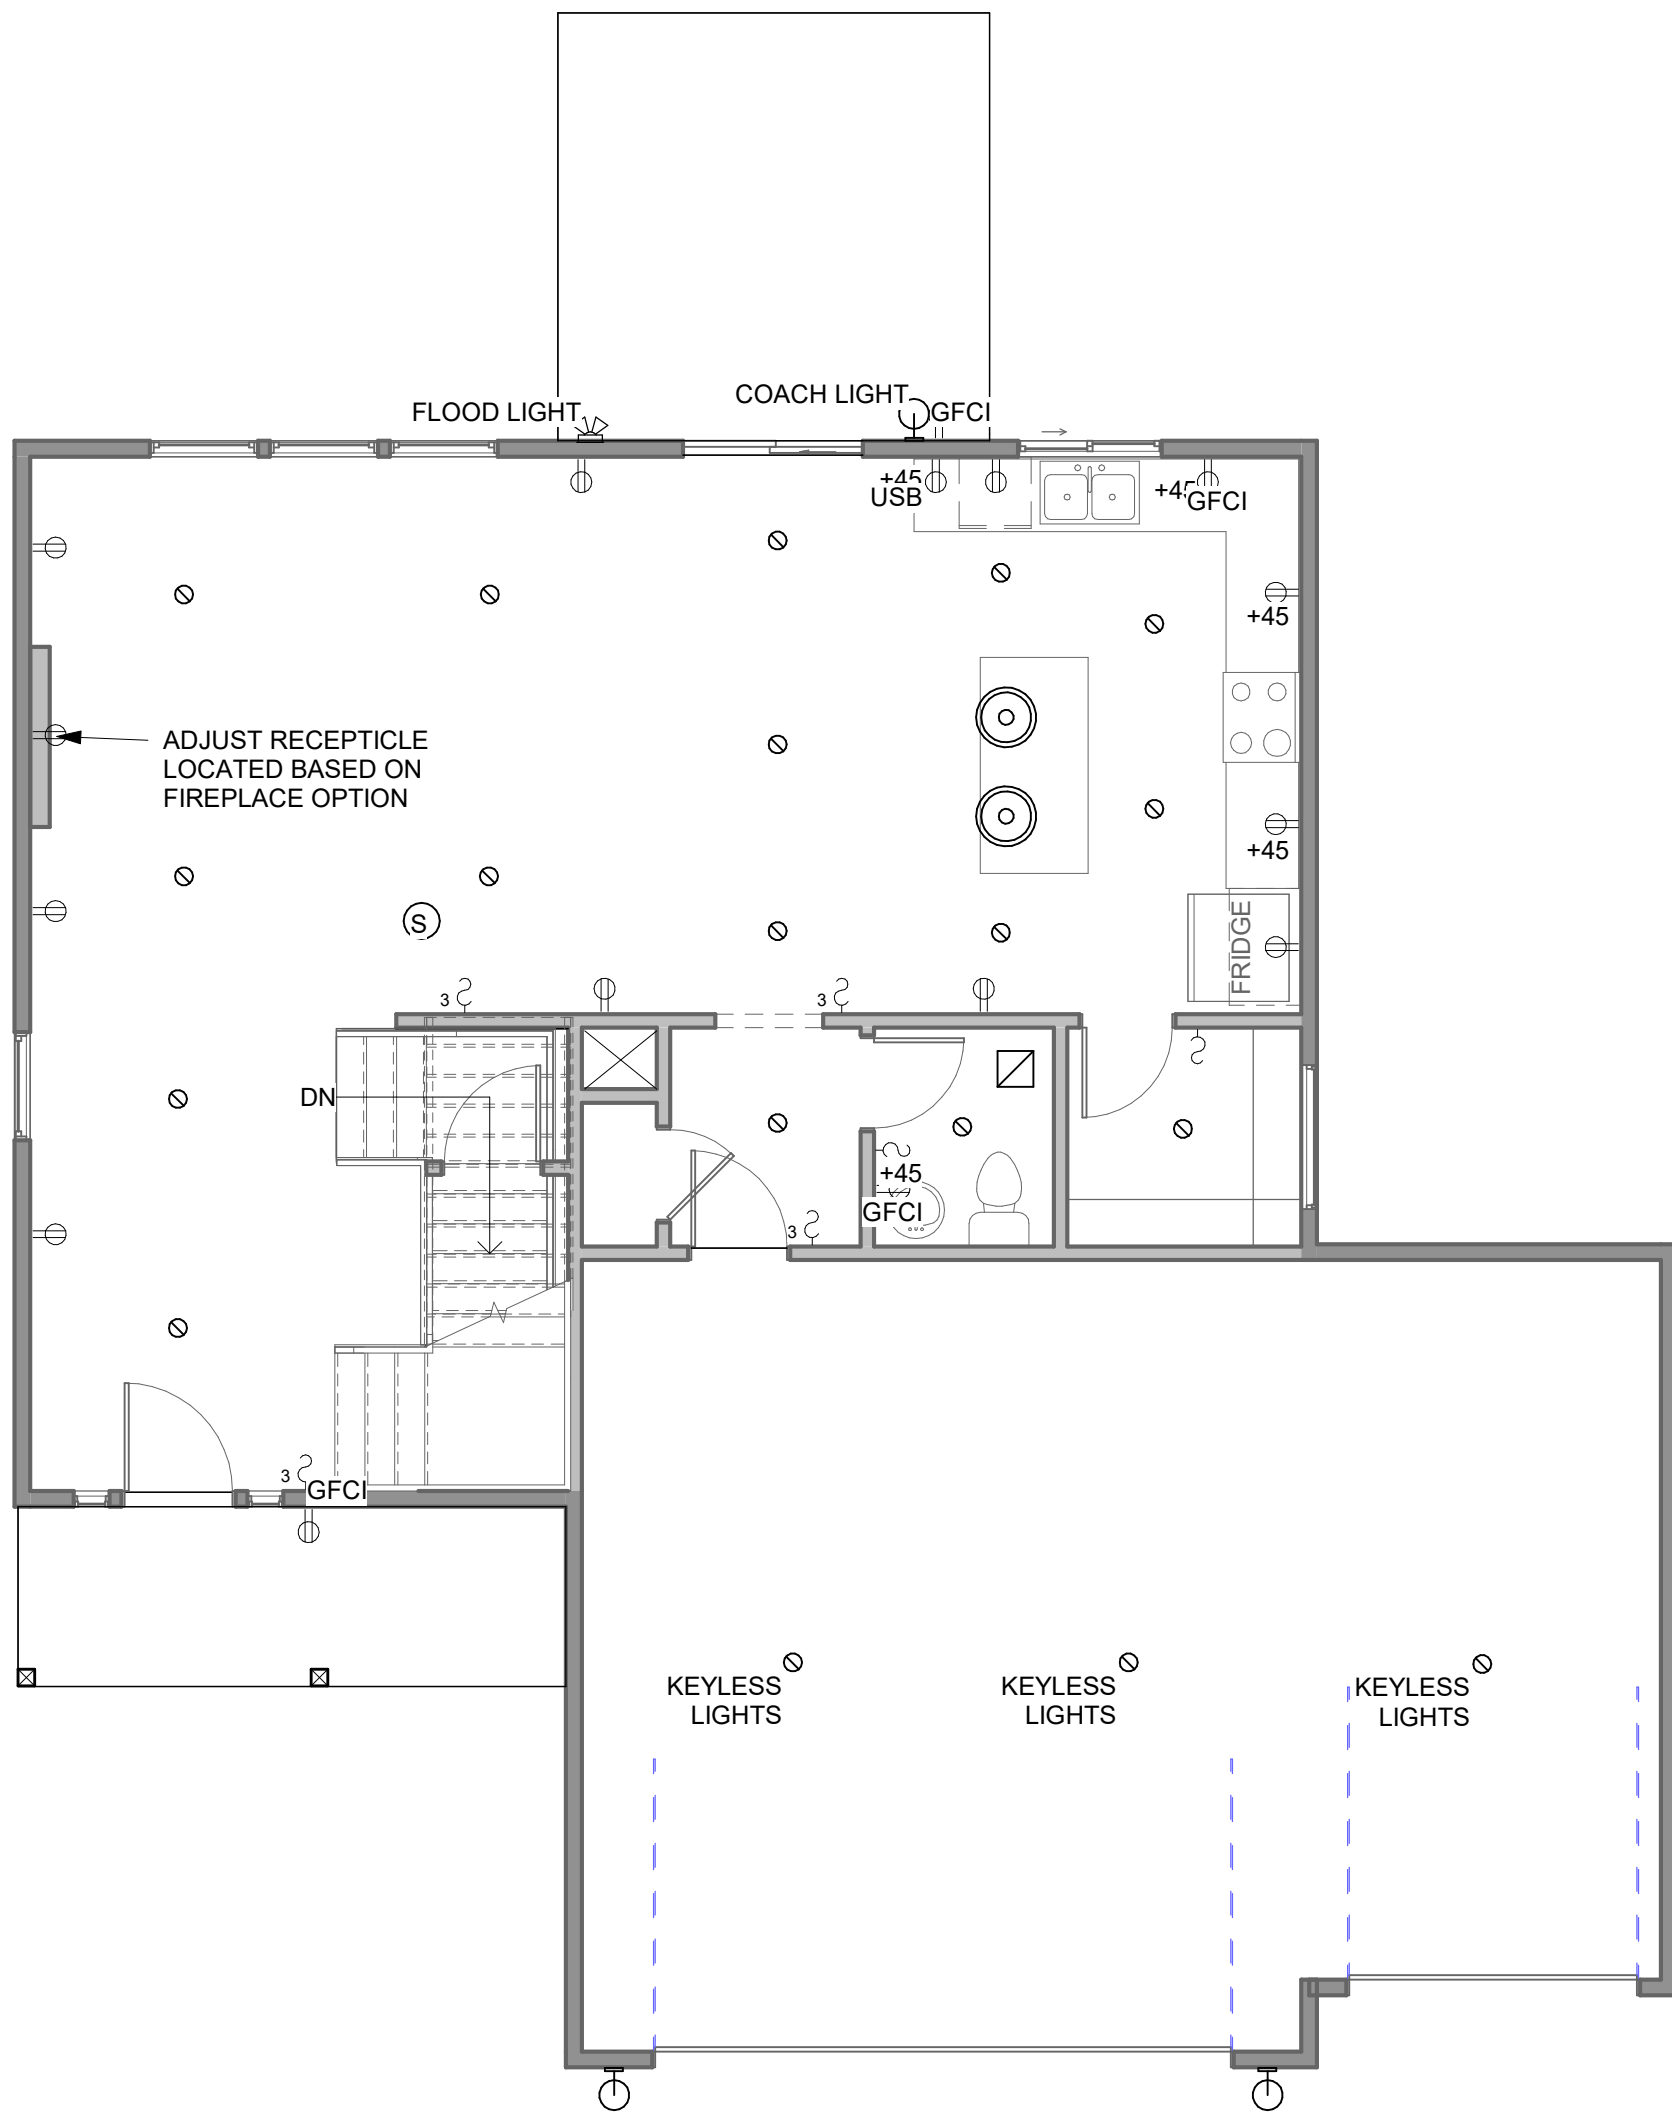 COACH LIGHT
FLOOD LIGHT
GFCI
+45
USB
+45
GFCI
+45
ADJUST RECEPTICLE
LOCATED BASED ON
FIREPLACE OPTION
+45
FRIDGE
S
3
3
DN
+45
GFCI
3
3
GFCI
KEYLESS
LIGHTS
KEYLESS
LIGHTS
KEYLESS
LIGHTS